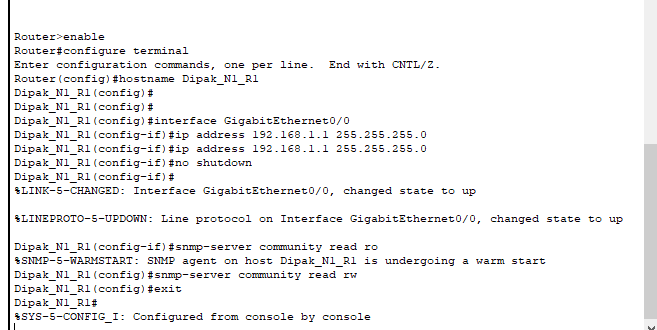 Router>enable
Router#configure terminal
Enter configuration commands, one per line.  End with CNTL/Z.
Router(config)#hostname Dipak_N1_R1
Dipak_N1_R1(config)#
Dipak_N1_R1(config)#
Dipak_N1_R1(config)#interface GigabitEthernet0/0
Dipak_N1_R1(config-if)#ip address 192.168.1.1 255.255.255.0
Dipak_N1_R1(config-if)#ip address 192.168.1.1 255.255.255.0
Dipak_N1_R1(config-if)#no shutdown
Dipak_N1_R1(config-if)#
%LINK-5-CHANGED: Interface GigabitEthernet0/0, changed state to up
%LINEPROTO-5-UPDOWN: Line protocol on Interface GigabitEthernet0/0, changed state to up
Dipak_N1_R1(config-if)#snmp-server community read ro
%SNMP-5-WARMSTART: SNMP agent on host Dipak_N1_R1 is undergoing a warm start
Dipak_N1_R1(config)#snmp-server community read rw
Dipak_N1_R1(config)#exit
Dipak_N1_R1#
%SYS-5-CONFIG_I: Configured from console by console